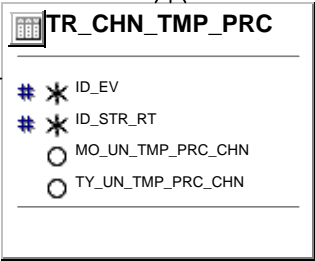 TR_CHN_TMP_PRC
# * ID_EV
# * ID_STR_RT
O MO_UN_TMP_PRC_CHN
O TY_UN_TMP_PRC_CHN